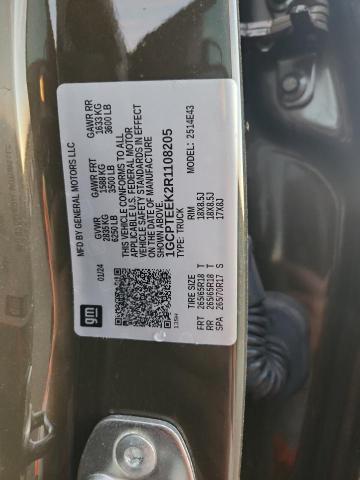 MFD BY GENERAL MOTORS LLC
01/24
GVWR
2835 KG
6250 LB
GAWR FRT
1588 KG
3500 LB
GAWR RR
1633 KG
3600 LB
THIS VEHICLE CONFORMS TO ALL
APPLICABLE U.S. FEDERAL MOTOR
VEHICLE SAFETY STANDARDS IN EFFECT
ON THE DATE OF MANUFACTURE
SHOWN ABOVE.
1GCPTEEK2R1108205
TYPE: TRUCK
2514E43
TIRE SIZE RIM
FRT 265/65R18 T 18X8.5J
RR 265/65R18 T 18X8.5J
SPA 265/70R17 S 17X8J
gm